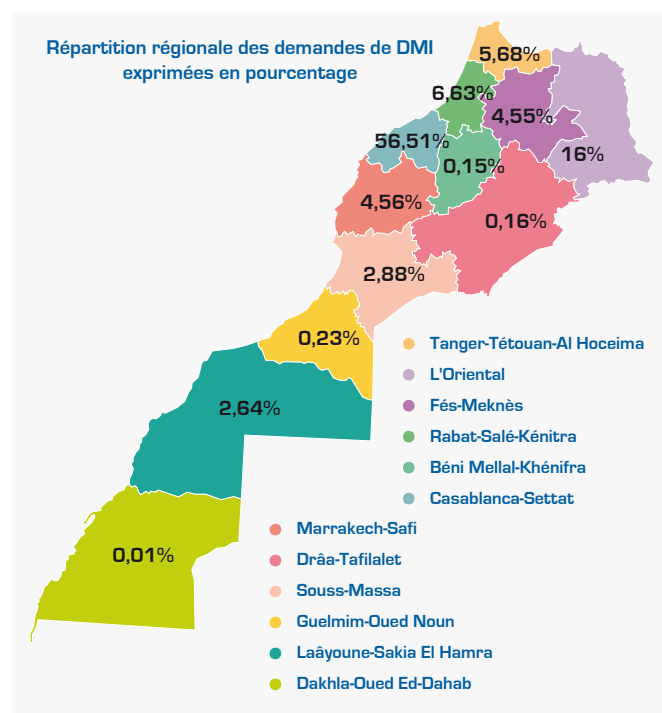 Répartition régionale des demandes de DMI
exprimées en pourcentage
5,68%
6,63%
4,55%
56,51%
0,15%
16%
4,56%
0,16%
2,88%
0,23%
2,64%
0,01%
Tanger-Tétouan-Al Hoceima
L'Oriental
Fés-Meknès
Rabat-Salé-Kénitra
Béni Mellal-Khénifra
Casablanca-Settat
Marrakech-Safi
Drâa-Tafilalet
Souss-Massa
Guelmim-Oued Noun
Laâyoune-Sakia El Hamra
Dakhla-Oued Ed-Dahab